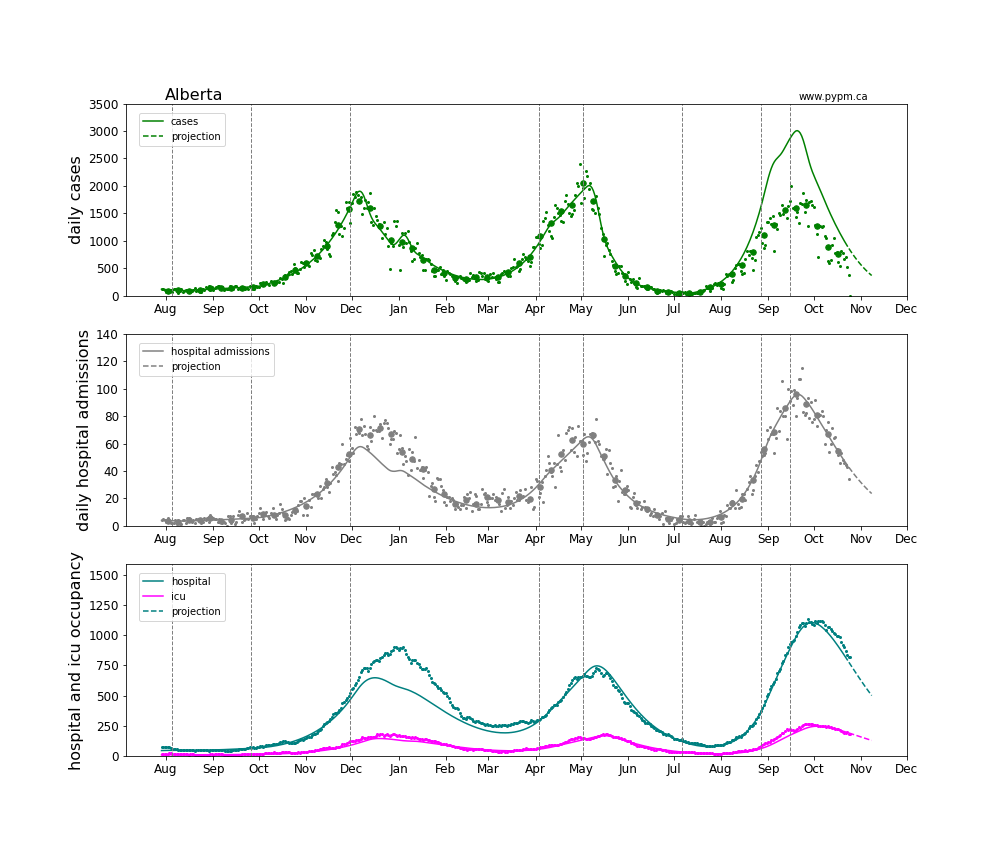 Alberta
www.pypm.ca
daily cases
3500
3000
2500
2000
1500
1000
500
0
cases
projection
Aug Sep Oct Nov Dec Jan Feb Mar Apr May Jun Jul Aug Sep Oct Nov Dec
daily hospital admissions
140
120
100
80
60
40
20
0
hospital admissions
projection
Aug Sep Oct Nov Dec Jan Feb Mar Apr May Jun Jul Aug Sep Oct Nov Dec
hospital and icu occupancy
1500
1250
1000
750
500
250
0
hospital
icu
projection
Aug Sep Oct Nov Dec Jan Feb Mar Apr May Jun Jul Aug Sep Oct Nov Dec